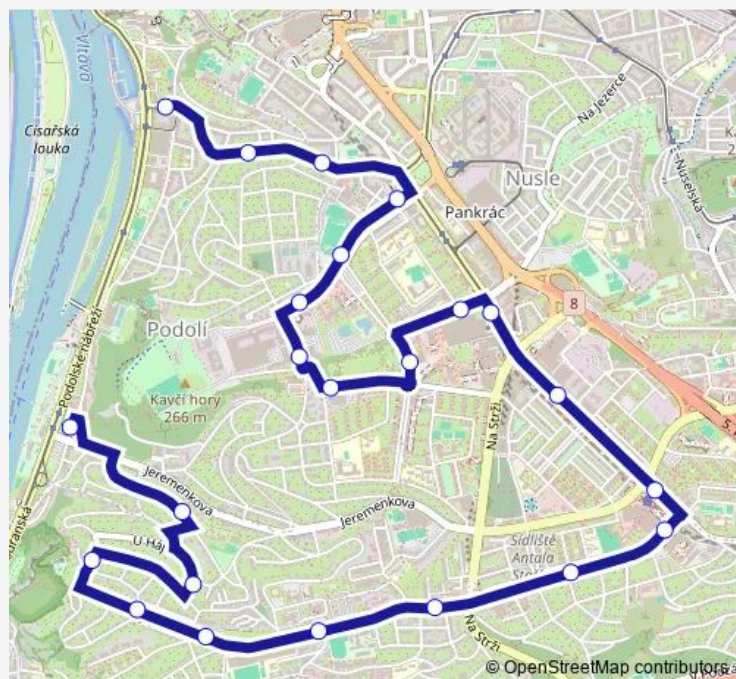 Vltava
Císařská
louka
Na Jezerce
Nuselská
Nusle
Pankrác
8
Podolí
Podolské nábřeží
Kavčí hory
266 m
Na Strži
Jeremenkova
Jeremenkova
U Háj
Sídliště
Antala
Na Strži
© OpenStreetMap contributors